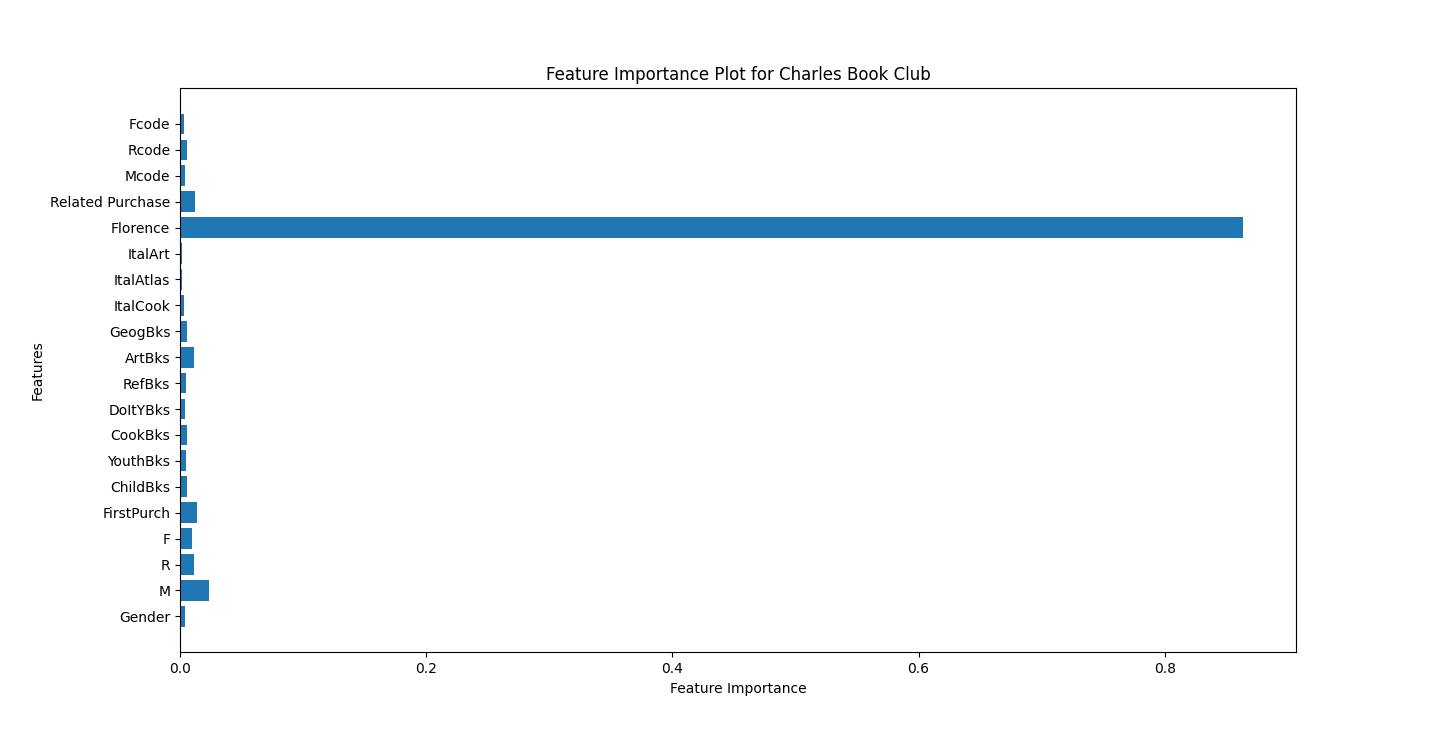 Feature Importance Plot for Charles Book Club
Fcode
Rcode
Mcode
Related Purchase
Florence
ItalArt
ItalAtlas
ItalCook
GeogBks
ArtBks
RefBks
DoItYBks
CookBks
YouthBks
ChildBks
FirstPurch
F
R
M
Gender
Features
0.0 0.2 0.4 0.6 0.8
Feature Importance